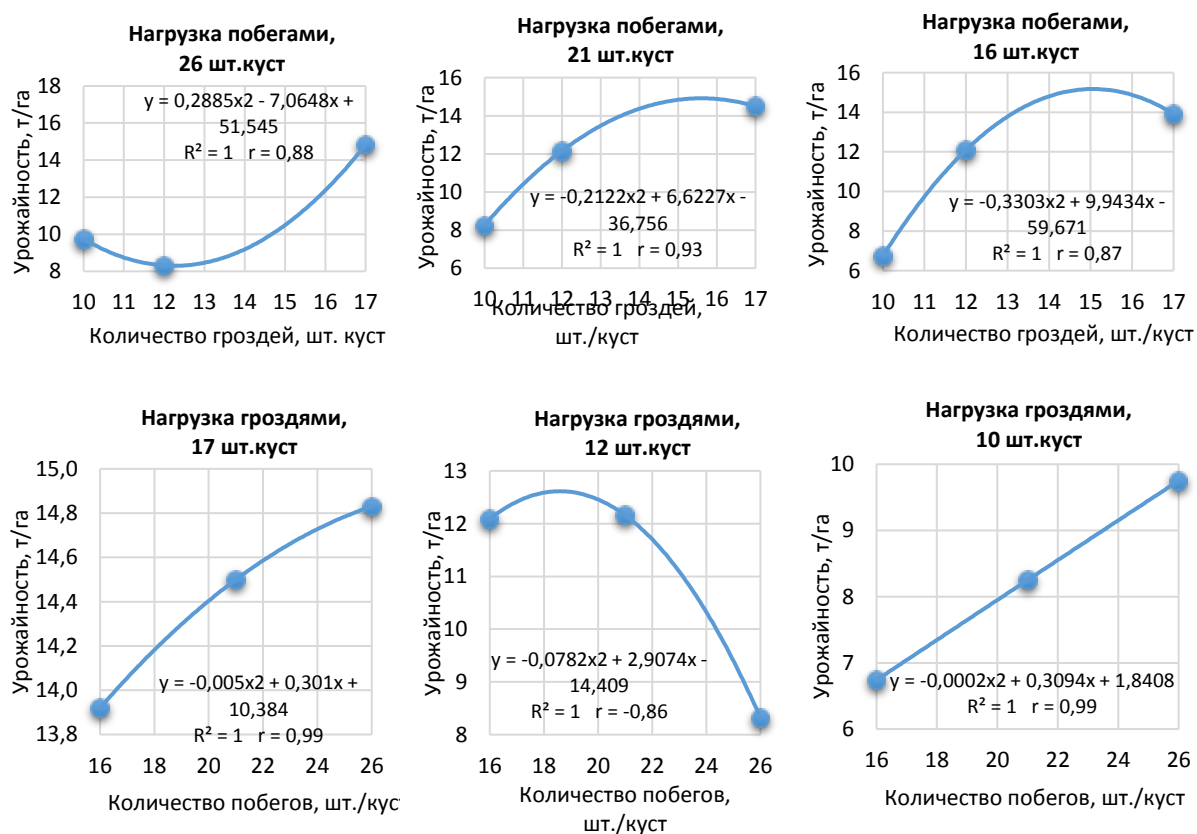 Нагрузка побегами,
26 шт.куст
Урожайность, т/га
18
16
14
12
10
8
y = 0,2885x2 - 7,0648x +
51,545
R² = 1 r = 0,88
10 11 12 13 14 15 16 17
Количество гроздей, шт. куст
Нагрузка побегами,
21 шт.куст
Урожайность, т/га
16
14
12
10
8
6
y = -0,2122x2 + 6,6227x -
36,756
R² = 1 r = 0,93
10 11 12 13 14 15 16 17
Количество гроздей,
шт./куст
Нагрузка побегами,
16 шт.куст
Урожайность, т/га
16
14
12
10
8
6
y = -0,3303x2 + 9,9434x -
59,671
R² = 1 r = 0,87
10 11 12 13 14 15 16 17
Количество гроздей, шт./куст
Нагрузка гроздями,
17 шт.куст
Урожайность, т/га
15,0
14,8
14,6
14,4
14,2
14,0
13,8
y = -0,005x2 + 0,301x +
10,384
R² = 1 r = 0,99
16 18 20 22 24 26
Количество побегов, шт./куст
Нагрузка гроздями,
12 шт.куст
Урожайность, т/га
13
12
11
10
9
8
y = -0,0782x2 + 2,9074x -
14,409
R² = 1 r = -0,86
16 18 20 22 24 26
Количество побегов,
шт./куст
Нагрузка гроздями,
10 шт.куст
Урожайность, т/га
10
9
8
7
6
y = -0,0002x2 + 0,3094x + 1,8408
R² = 1 r = 0,99
16 18 20 22 24 26
Количество побегов, шт./куст